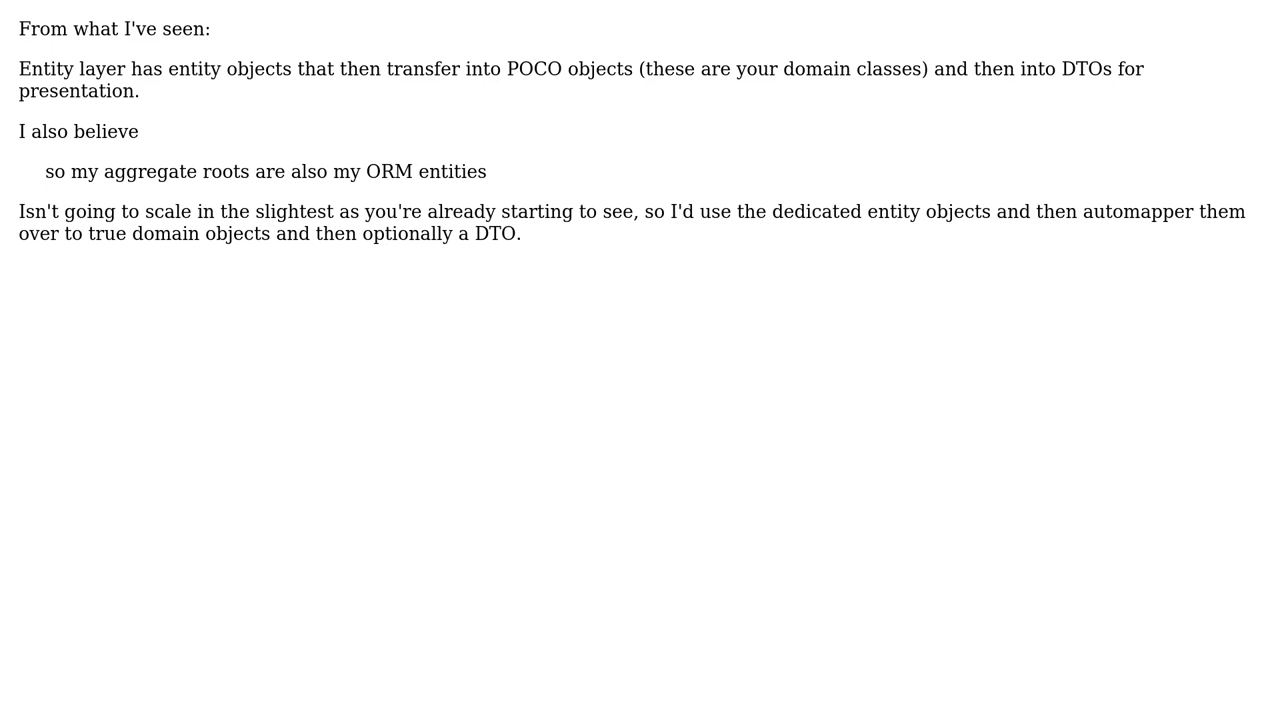 From what I've seen:
Entity layer has entity objects that then transfer into POCO objects (these are your domain classes) and then into DTOs for
presentation.
I also believe
so my aggregate roots are also my ORM entities
Isn't going to scale in the slightest as you're already starting to see, so I'd use the dedicated entity objects and then automapper them
over to true domain objects and then optionally a DTO.